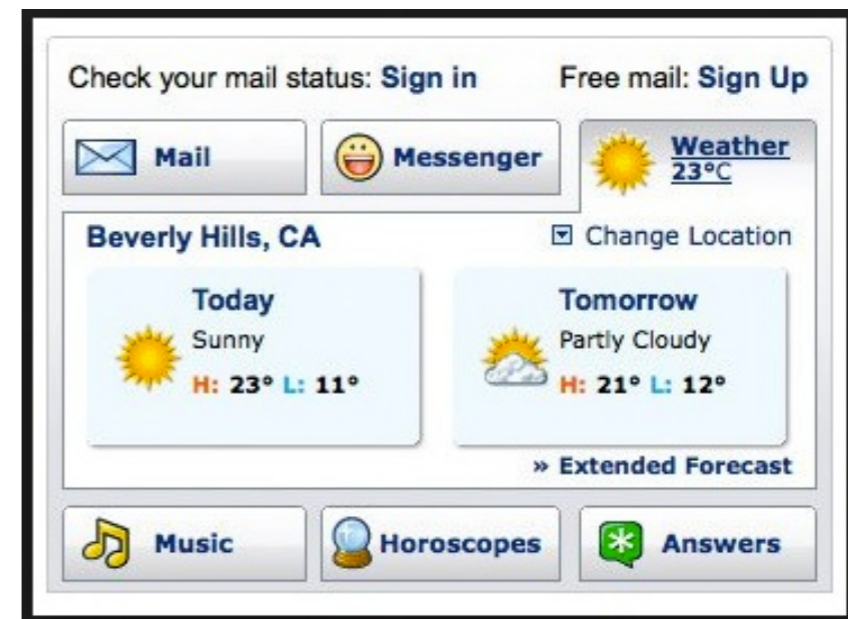 Check your mail status: Sign in Free mail: Sign Up
Mail Messenger Weather
23°C
Beverly Hills, CA Change Location
Today
Sunny
H: 23° L: 11°
Tomorrow
Partly Cloudy
H: 21° L: 12°
» Extended Forecast
Music Horoscopes Answers